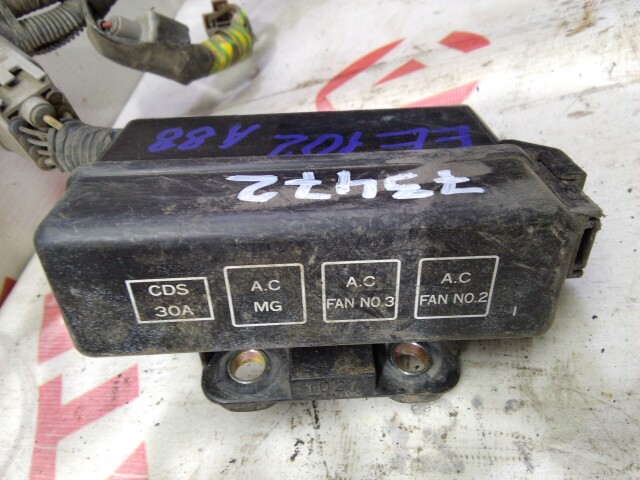 EE102 A88
73472
CDS
30A
A.C
MG
A.C
FAN NO.3
A.C
FAN NO.2